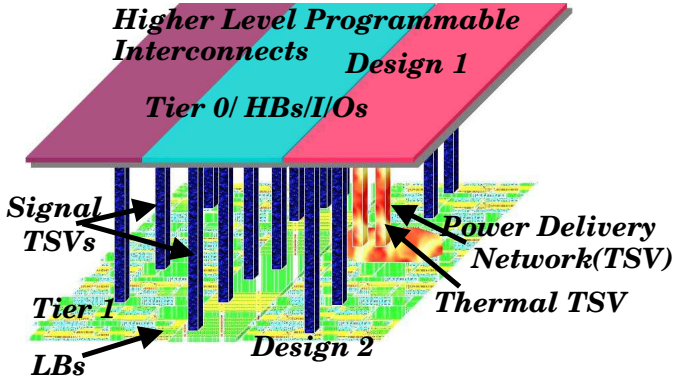 Higher Level Programmable
Interconnects
Design 1
Tier 0/ HBs/I/Os
Signal
TSVs
Power Delivery
Network(TSV)
Thermal TSV
Tier 1
Design 2
LBs